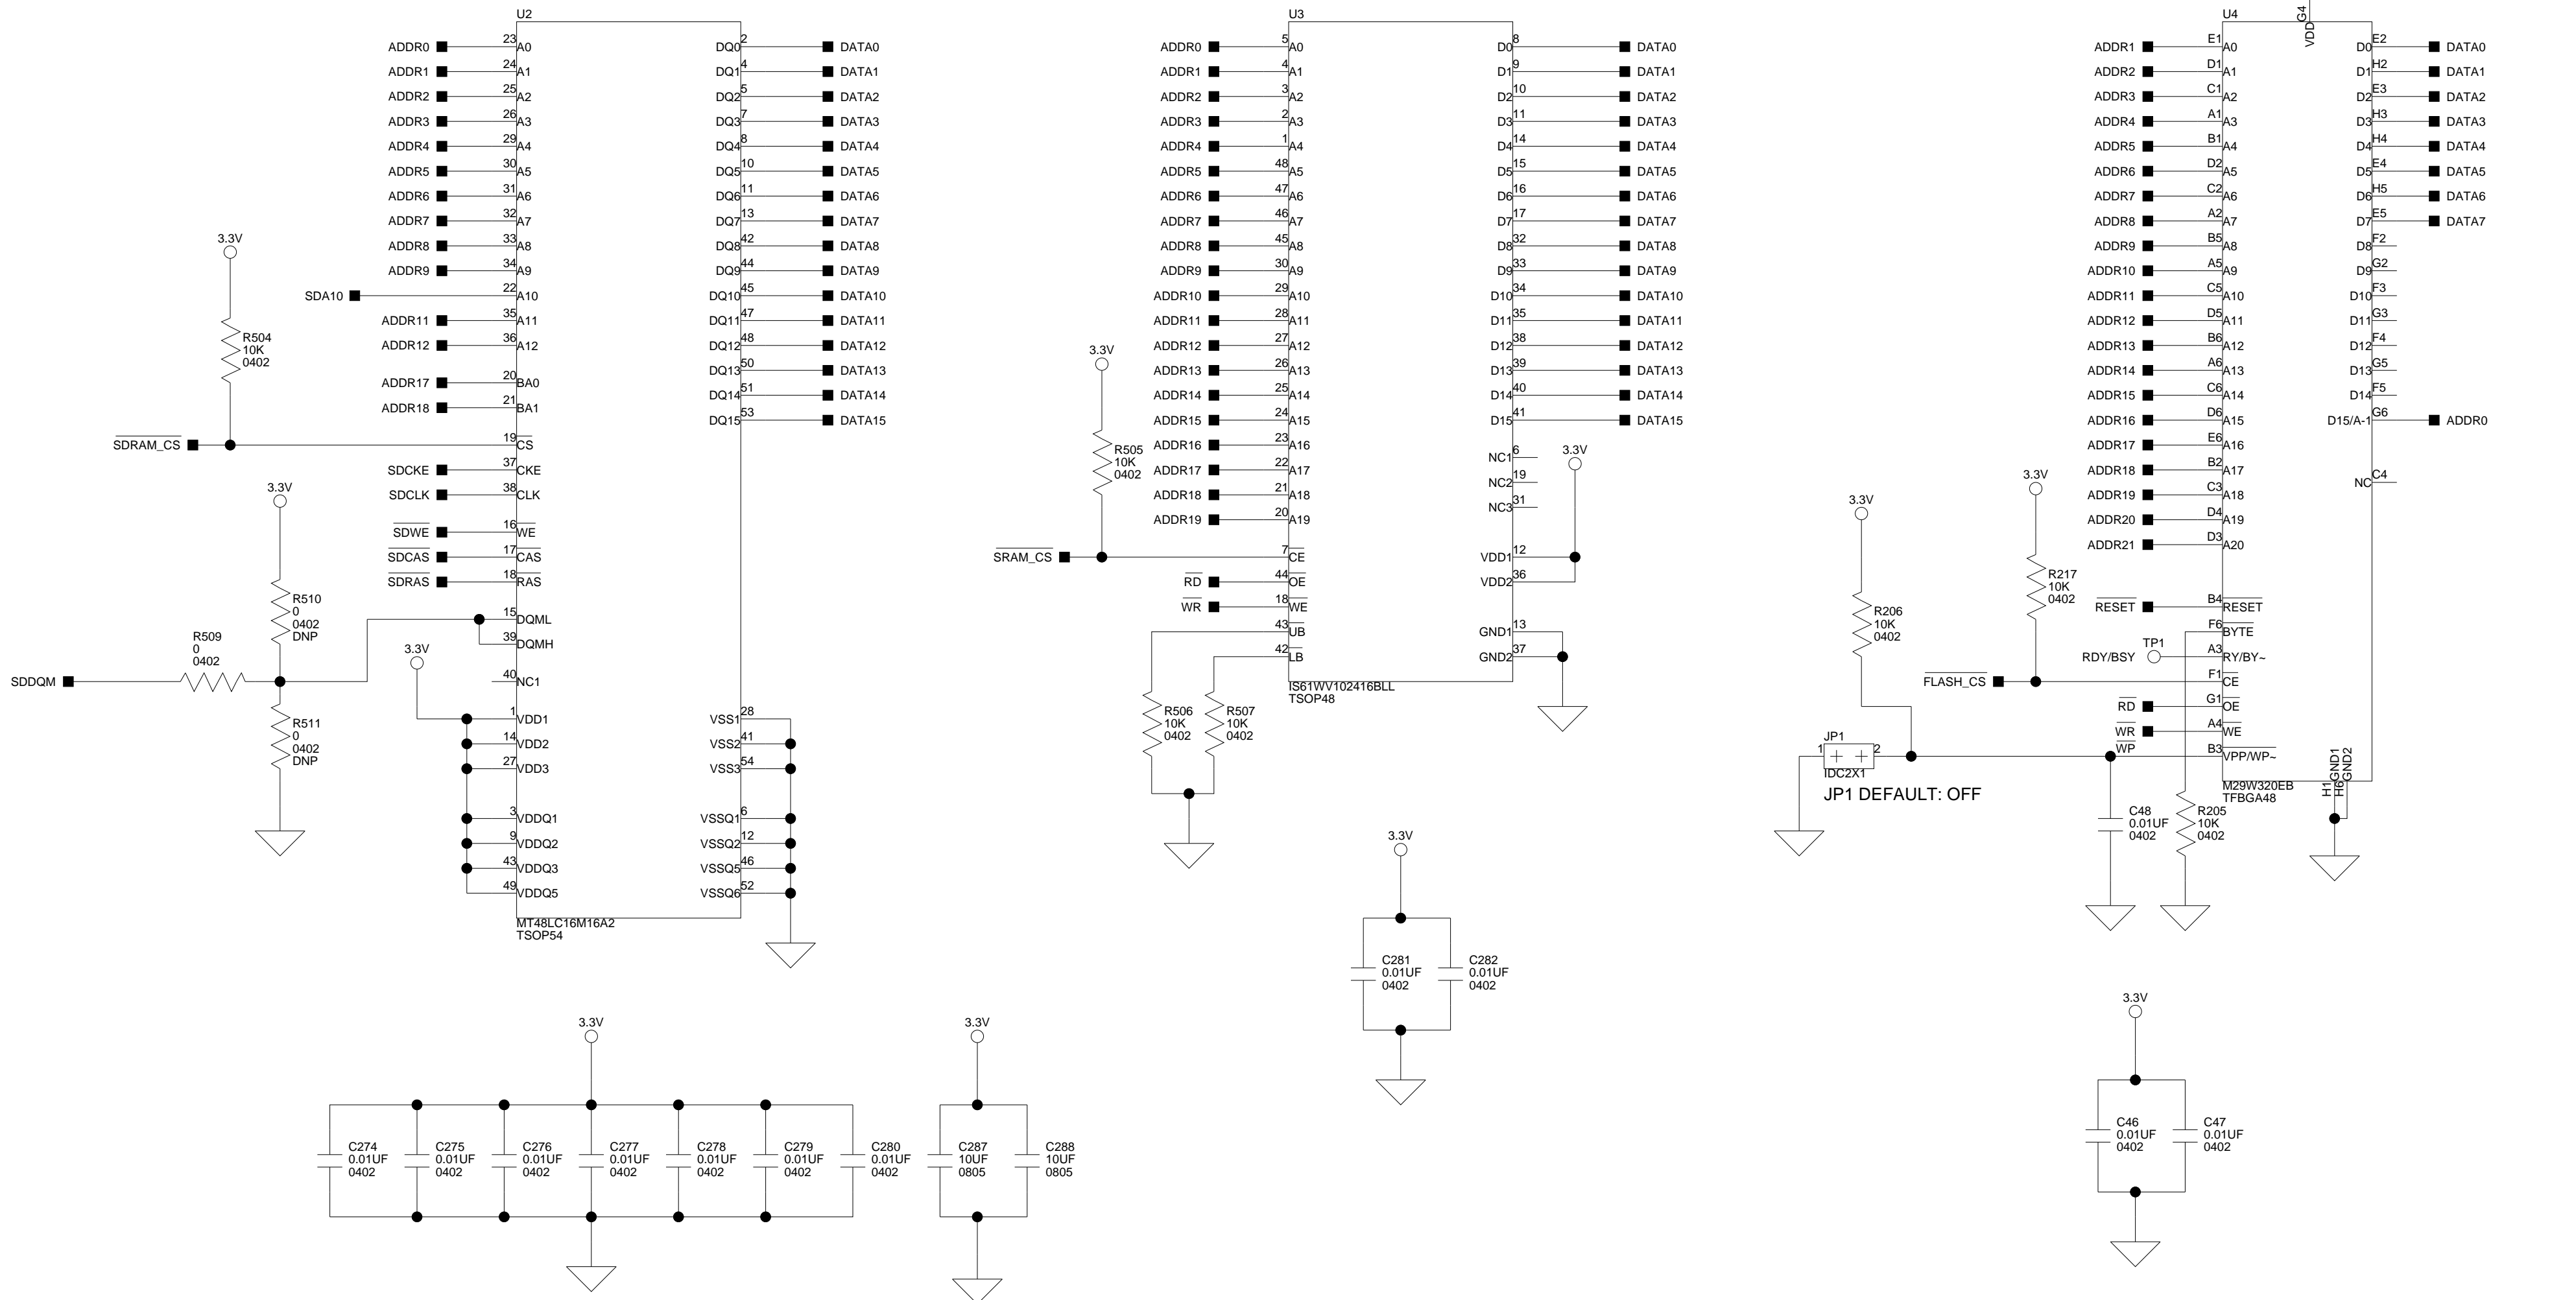 U2
ADDR0 23 A0 DQ0 2 DATA0
ADDR1 24 A1 DQ1 4 DATA1
ADDR2 25 A2 DQ2 5 DATA2
ADDR3 26 A3 DQ3 7 DATA3
ADDR4 29 A4 DQ4 8 DATA4
ADDR5 30 A5 DQ5 10 DATA5
ADDR6 31 A6 DQ6 11 DATA6
ADDR7 32 A7 DQ7 13 DATA7
ADDR8 33 A8 DQ8 42 DATA8
ADDR9 34 A9 DQ9 44 DATA9
SDA10 22 A10 DQ10 45 DATA10
ADDR11 35 A11 DQ11 47 DATA11
ADDR12 36 A12 DQ12 48 DATA12
DQ13 50 DATA13
ADDR17 20 BA0
DQ14 51 DATA14
ADDR18 21 BA1
DQ15 53 DATA15
SDRAM_CS 19 CS
SDCKE 37 CKE
SDCLK 38 CLK
SDWE 16 WE
SDCAS 17 CAS
SDRAS 18 RAS
15 DQML
39 DQMH
40 NC1
1 VDD1 VSS1 28
14 VDD2 VSS2 41
27 VDD3 VSS3 54
3 VDDQ1 VSSQ1 6
9 VDDQ2 VSSQ2 12
43 VDDQ3 VSSQ5 46
49 VDDQ5 VSSQ6 52
MT48LC16M16A2
TSOP54
3.3V
R504
10K
0402
3.3V
R510
0
0402
DNP
R509
0
0402
SDDQM
R511
0
0402
DNP
3.3V
3.3V
C274
0.01UF
0402
C275
0.01UF
0402
C276
0.01UF
0402
C277
0.01UF
0402
C278
0.01UF
0402
C279
0.01UF
0402
C280
0.01UF
0402
3.3V
C287
10UF
0805
C288
10UF
0805
U3
ADDR0 5 A0 D0 8 DATA0
ADDR1 4 A1 D1 9 DATA1
ADDR2 3 A2 D2 10 DATA2
ADDR3 2 A3 D3 11 DATA3
ADDR4 1 A4 D4 14 DATA4
ADDR5 48 A5 D5 15 DATA5
ADDR6 47 A6 D6 16 DATA6
ADDR7 46 A7 D7 17 DATA7
ADDR8 45 A8 D8 32 DATA8
ADDR9 30 A9 D9 33 DATA9
ADDR10 29 A10 D10 34 DATA10
ADDR11 28 A11 D11 35 DATA11
ADDR12 27 A12 D12 38 DATA12
ADDR13 26 A13 D13 39 DATA13
ADDR14 25 A14 D14 40 DATA14
ADDR15 24 A15 D15 41 DATA15
ADDR16 23 A16
NC1 6
ADDR17 22 A17
NC2 19
ADDR18 21 A18
NC3 31
ADDR19 20 A19
SRAM_CS 7 CE VDD1 12
RD 44 OE VDD2 36
WR 18 WE
43 UB GND1 13
42 LB GND2 37
IS61WV102416BLL
TSOP48
3.3V
R505
10K
0402
3.3V
R506
10K
0402
R507
10K
0402
3.3V
C281
0.01UF
0402
C282
0.01UF
0402
U4
G4
VDD
ADDR1 E1 A0 D0 E2 DATA0
ADDR2 D1 A1 D1 H2 DATA1
ADDR3 C1 A2 D2 E3 DATA2
ADDR4 A1 A3 D3 H3 DATA3
ADDR5 B1 A4 D4 H4 DATA4
ADDR6 D2 A5 D5 E4 DATA5
ADDR7 C2 A6 D6 H5 DATA6
ADDR8 A2 A7 D7 E5 DATA7
ADDR9 B5 A8 D8 F2
ADDR10 A5 A9 D9 G2
ADDR11 C5 A10 D10 F3
ADDR12 D5 A11 D11 G3
ADDR13 B6 A12 D12 F4
ADDR14 A6 A13 D13 G5
ADDR15 C6 A14 D14 F5
ADDR16 D6 A15 D15/A-1 G6 ADDR0
ADDR17 E6 A16
ADDR18 B2 A17 NC C4
ADDR19 C3 A18
ADDR20 D4 A19
ADDR21 D3 A20
RESET B4 RESET
F6 BYTE
RDY/BSY TP1 A3 RY/BY~
FLASH_CS F1 CE
RD G1 OE
WR A4 WE
WP B3 VPP/WP~
H1 GND1
H6 GND2
M29W320EB
TFBGA48
3.3V
R206
10K
0402
3.3V
R217
10K
0402
JP1
1 2
IDC2X1
JP1 DEFAULT: OFF
C48
0.01UF
0402
R205
10K
0402
3.3V
C46
0.01UF
0402
C47
0.01UF
0402